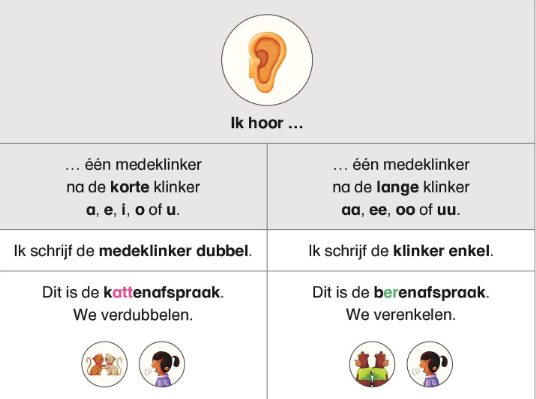 Ik hoor …
… één medeklinker
na de korte klinker
a, e, i, o of u.
… één medeklinker
na de lange klinker
aa, ee, oo of uu.
Ik schrijf de medeklinker dubbel.
Ik schrijf de klinker enkel.
Dit is de kattenafspraak.
We verdubbelen.
Dit is de berenafspraak.
We verenkelen.